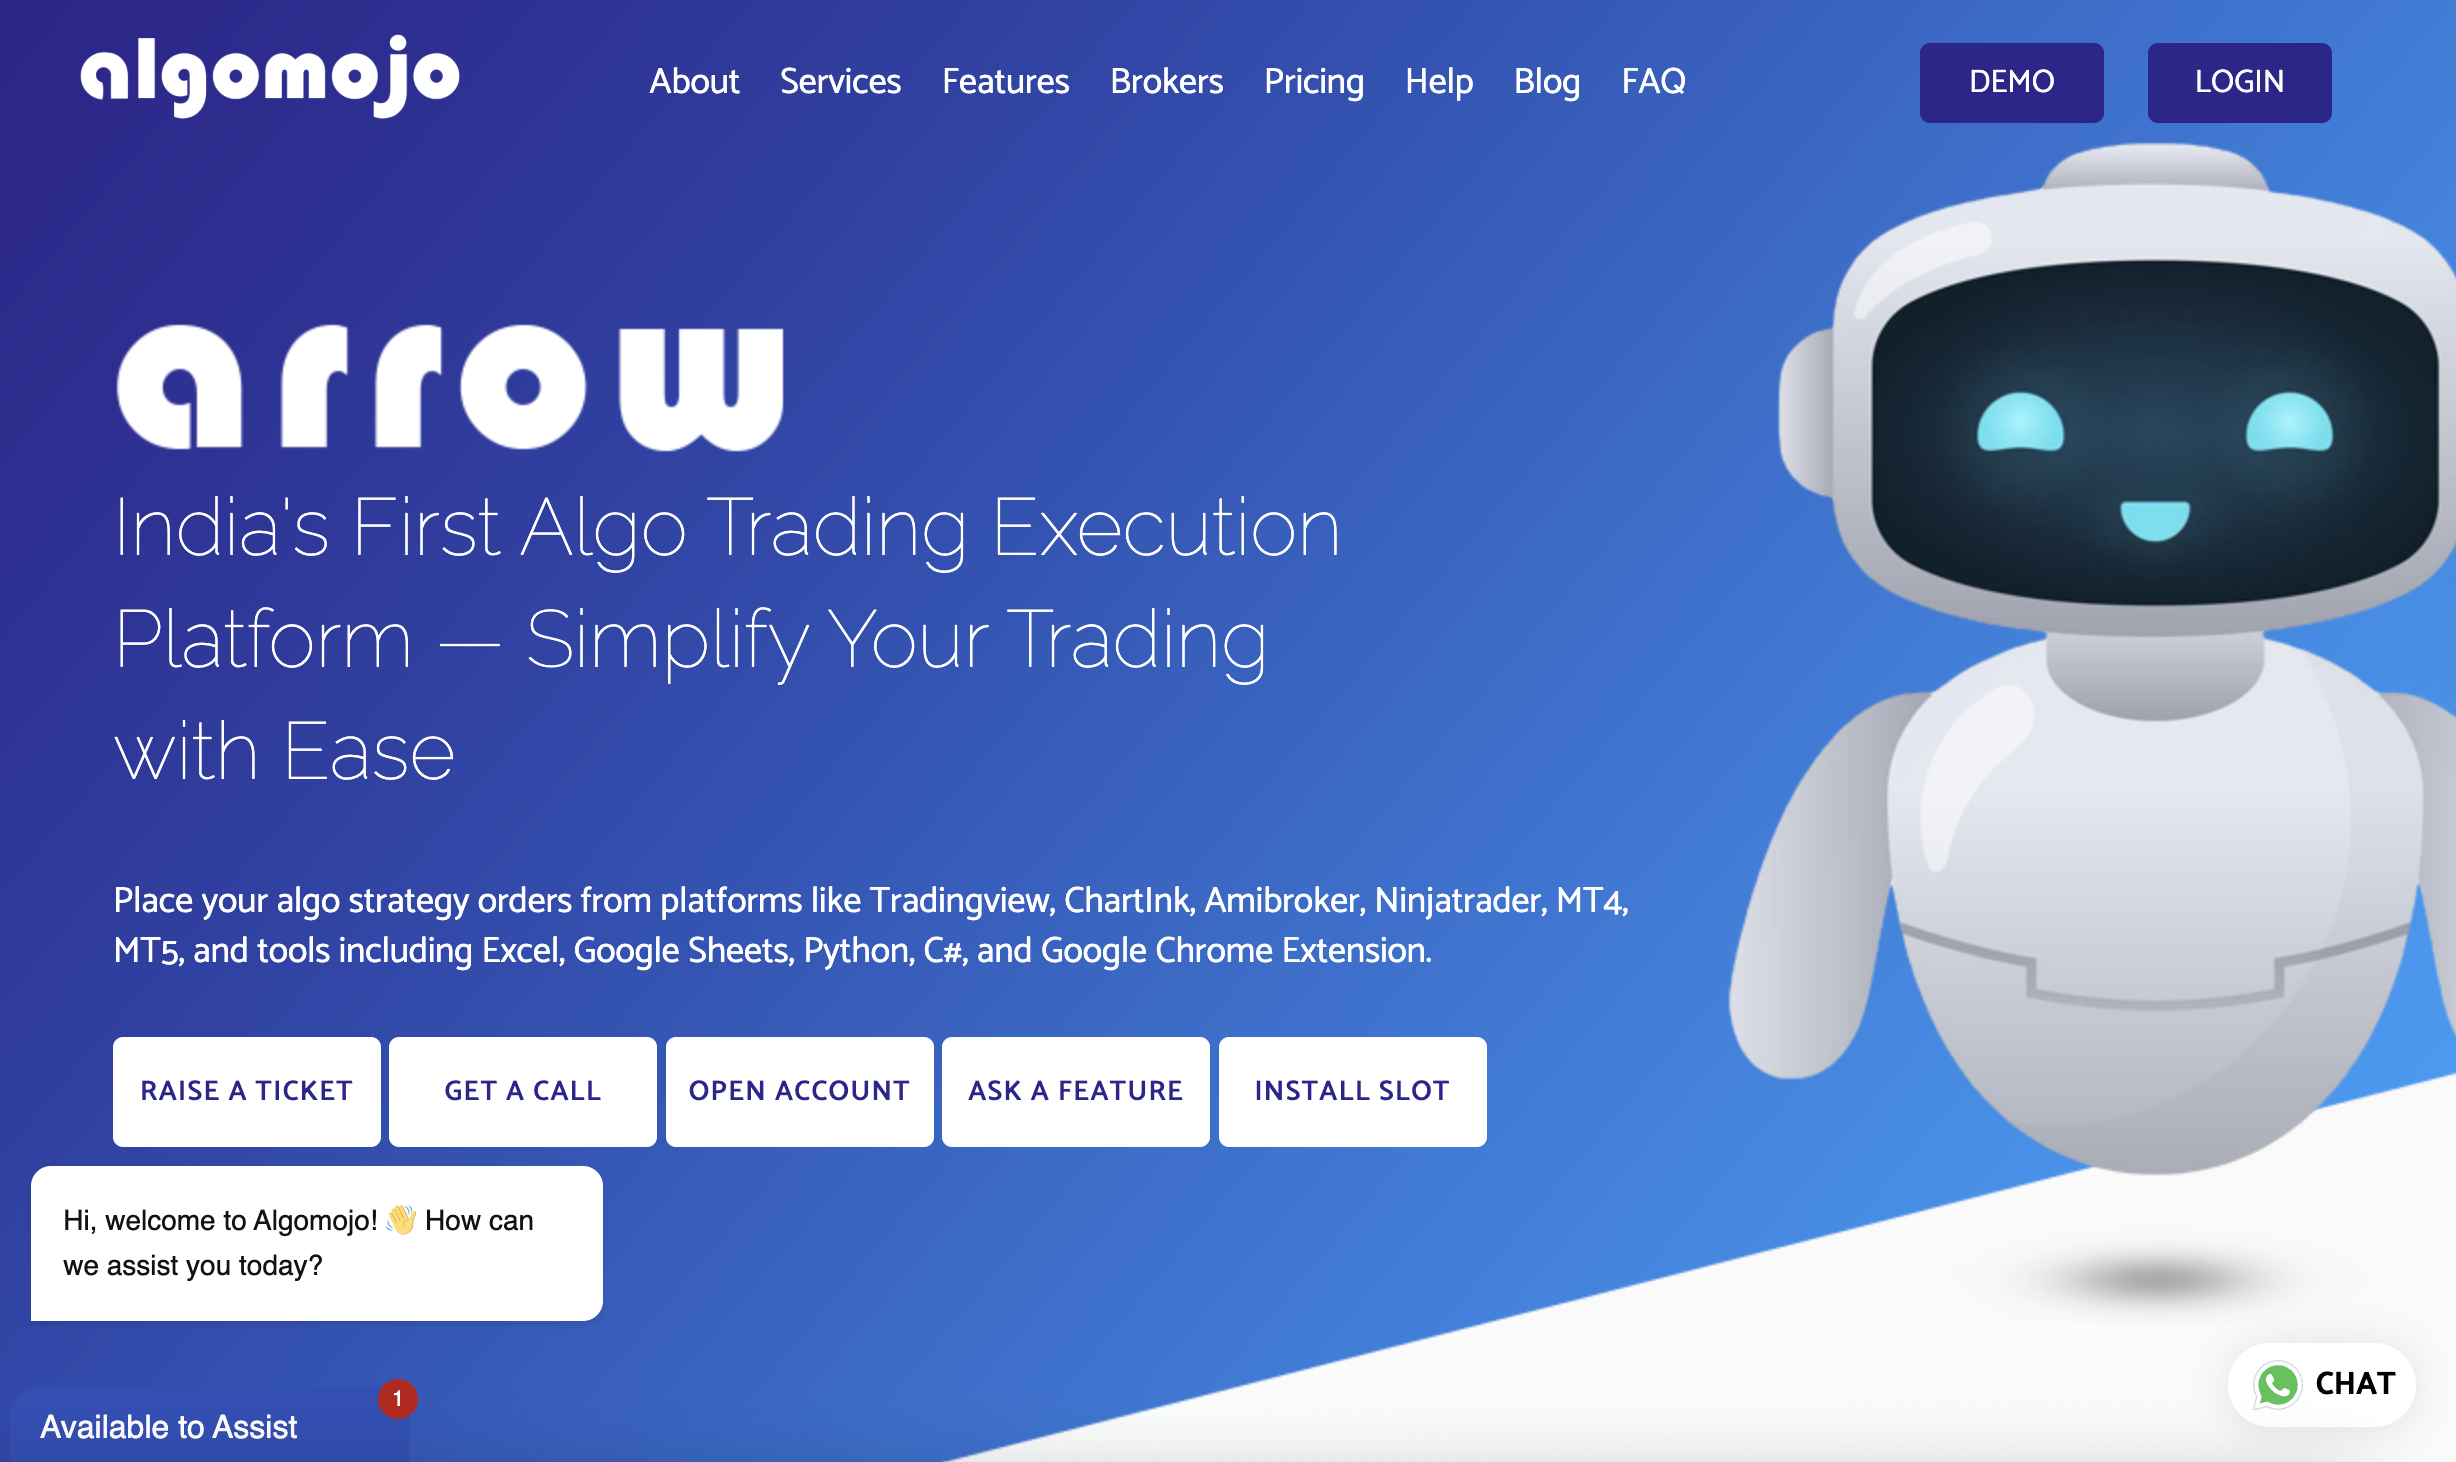 algomojo
About Services Features Brokers Pricing Help Blog FAQ
DEMO
LOGIN
arrow
India's First Algo Trading Execution
Platform — Simplify Your Trading
with Ease
Place your algo strategy orders from platforms like Tradingview, ChartInk, Amibroker, Ninjatrader, MT4,
MT5, and tools including Excel, Google Sheets, Python, C#, and Google Chrome Extension.
RAISE A TICKET
GET A CALL
OPEN ACCOUNT
ASK A FEATURE
INSTALL SLOT
Hi, welcome to Algomojo! 👋 How can
we assist you today?
1
Available to Assist
CHAT